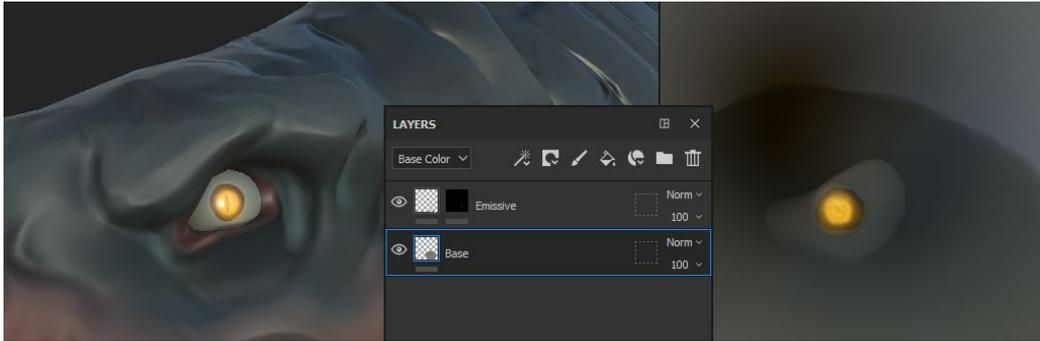 LAYERS
Base Color
Emissive
Norm
100
Base
Norm
100